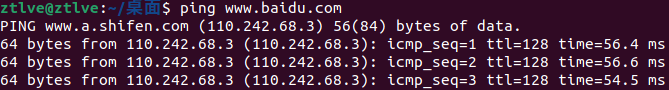 ztlve@ztlve:~/桌面$ ping www.baidu.com
PING www.a.shifen.com (110.242.68.3) 56(84) bytes of data.
64 bytes from 110.242.68.3 (110.242.68.3): icmp_seq=1 ttl=128 time=56.4 ms
64 bytes from 110.242.68.3 (110.242.68.3): icmp_seq=2 ttl=128 time=56.6 ms
64 bytes from 110.242.68.3 (110.242.68.3): icmp_seq=3 ttl=128 time=54.5 ms